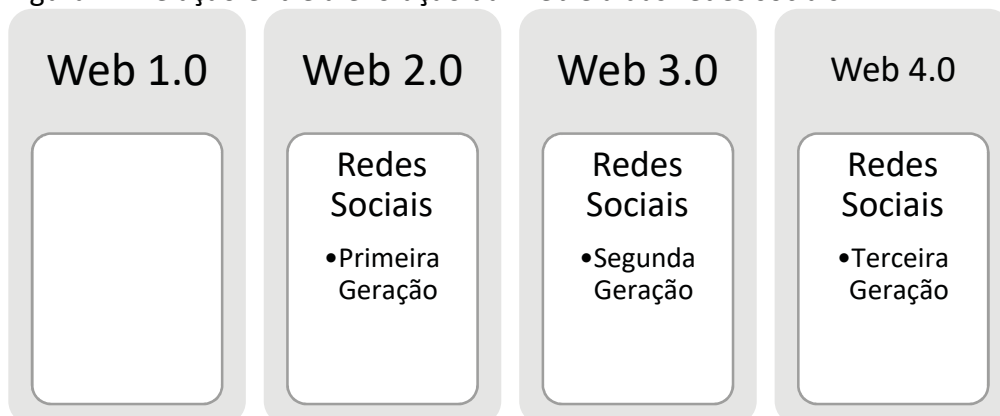 Web 1.0
Web 2.0
Redes
Sociais
•Primeira
Geração
Web 3.0
Redes
Sociais
•Segunda
Geração
Web 4.0
Redes
Sociais
•Terceira
Geração